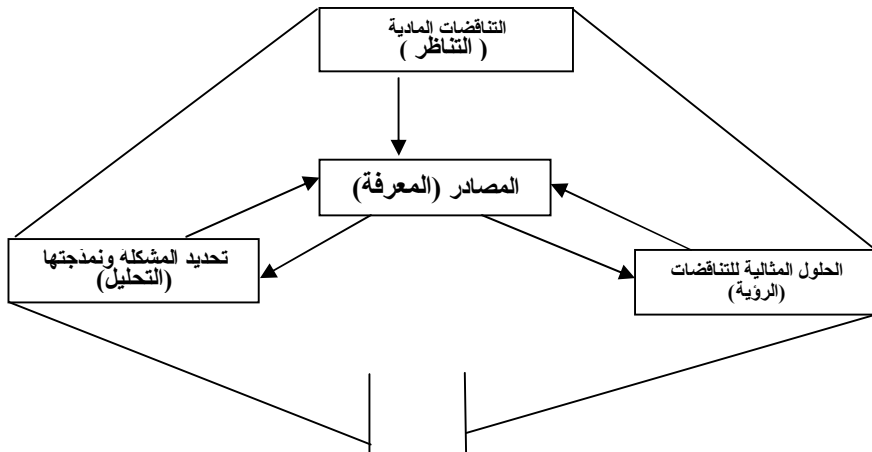 التناقضات المادية
( التناظر )
المصادر (المعرفة)
تحديد المشكلة ونمذجتها
(التحليل)
الحلول المثالية للتناقضات
(الرؤية)